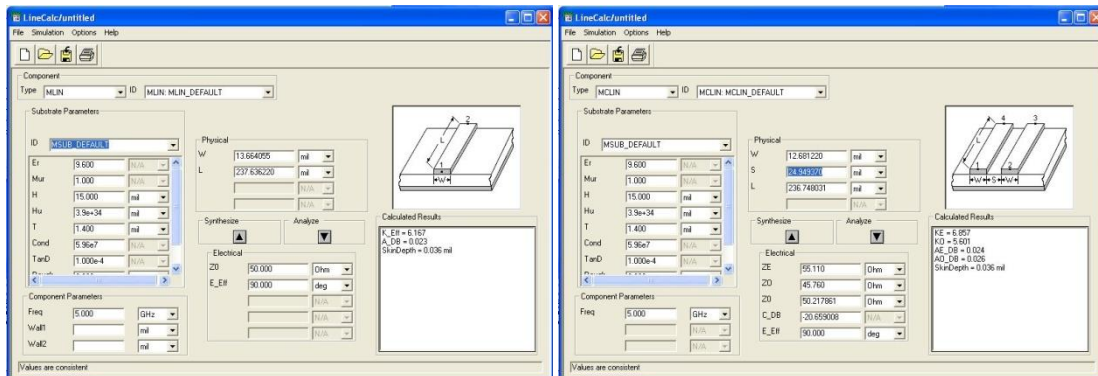 LineCalc/untitled
File Simulation Options Help
Component
Type MLIN ID MLIN: MLIN_DEFAULT
Substrate Parameters
ID MSUB_DEFAULT
Er 9.600 N/A
Mur 1.000 N/A
H 15.000 mil
Hu 3.9e+34 mil
T 1.400 mil
Cond 5.96e7 N/A
TanD 1.000e-4 N/A
Physical
W 13.664055 mil
L 237.636220 mil
N/A
N/A
Synthesize Analyze
Electrical
Z0 50.000 Ohm
E_Eff 90.000 deg
N/A
N/A
N/A
Component Parameters
Freq 5.000 GHz
Wall1 mil
Wall2 mil
2
L
1
W
Calculated Results
K_Eff = 6.167
A_DB = 0.023
SkinDepth = 0.036 mil
Values are consistent
LineCalc/untitled
File Simulation Options Help
Component
Type MCLIN ID MCLIN: MCLIN_DEFAULT
Substrate Parameters
ID MSUB_DEFAULT
Er 9.600 N/A
Mur 1.000 N/A
H 15.000 mil
Hu 3.9e+34 mil
T 1.400 mil
Cond 5.96e7 N/A
TanD 1.000e-4 N/A
Physical
W 12.681220 mil
S 24.949370 mil
L 236.748031 mil
N/A
Synthesize Analyze
Electrical
ZE 55.110 Ohm
ZO 45.760 Ohm
Z0 50.217861 Ohm
C_DB -20.659008 N/A
E_Eff 90.000 deg
Component Parameters
Freq 5.000 GHz
N/A
N/A
4 3
L
1 2
W S W
Calculated Results
KE = 6.857
KO = 5.601
AE_DB = 0.024
AO_DB = 0.026
SkinDepth = 0.036 mil
Values are consistent